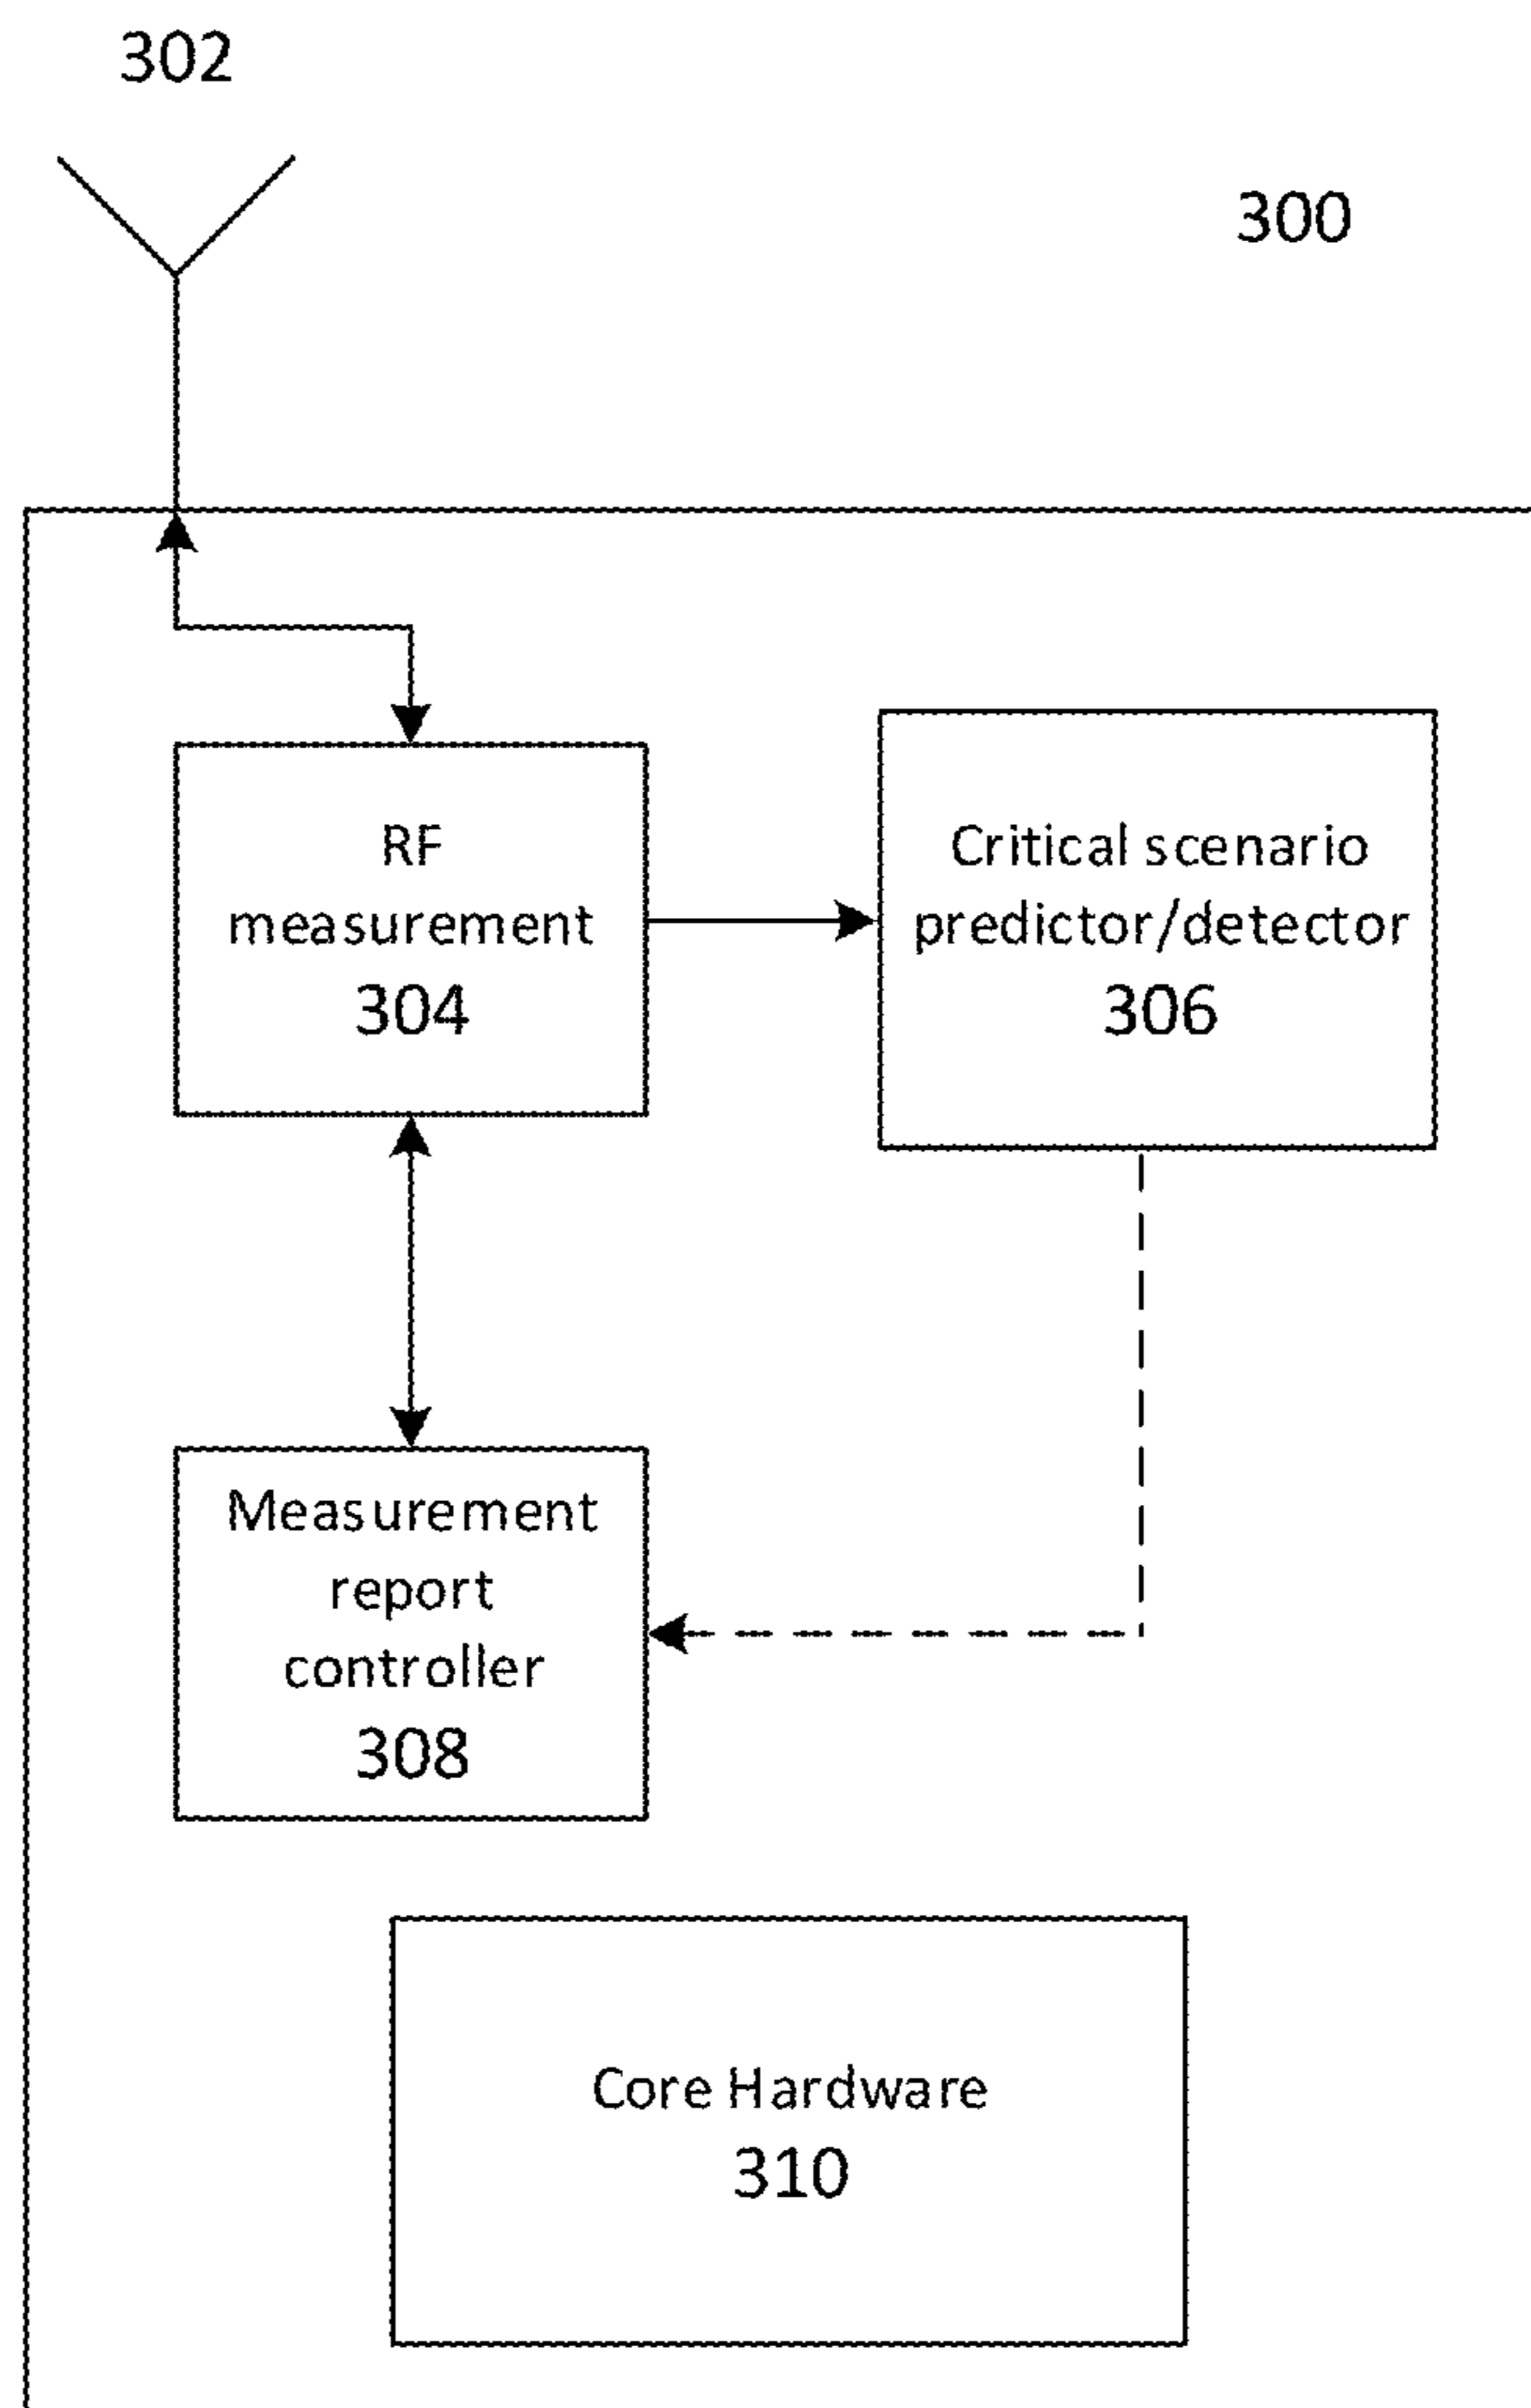 302
300
RF
measurement
304
Critical scenario
predictor/detector
306
Measurement
report
controller
308
Core Hardware
310